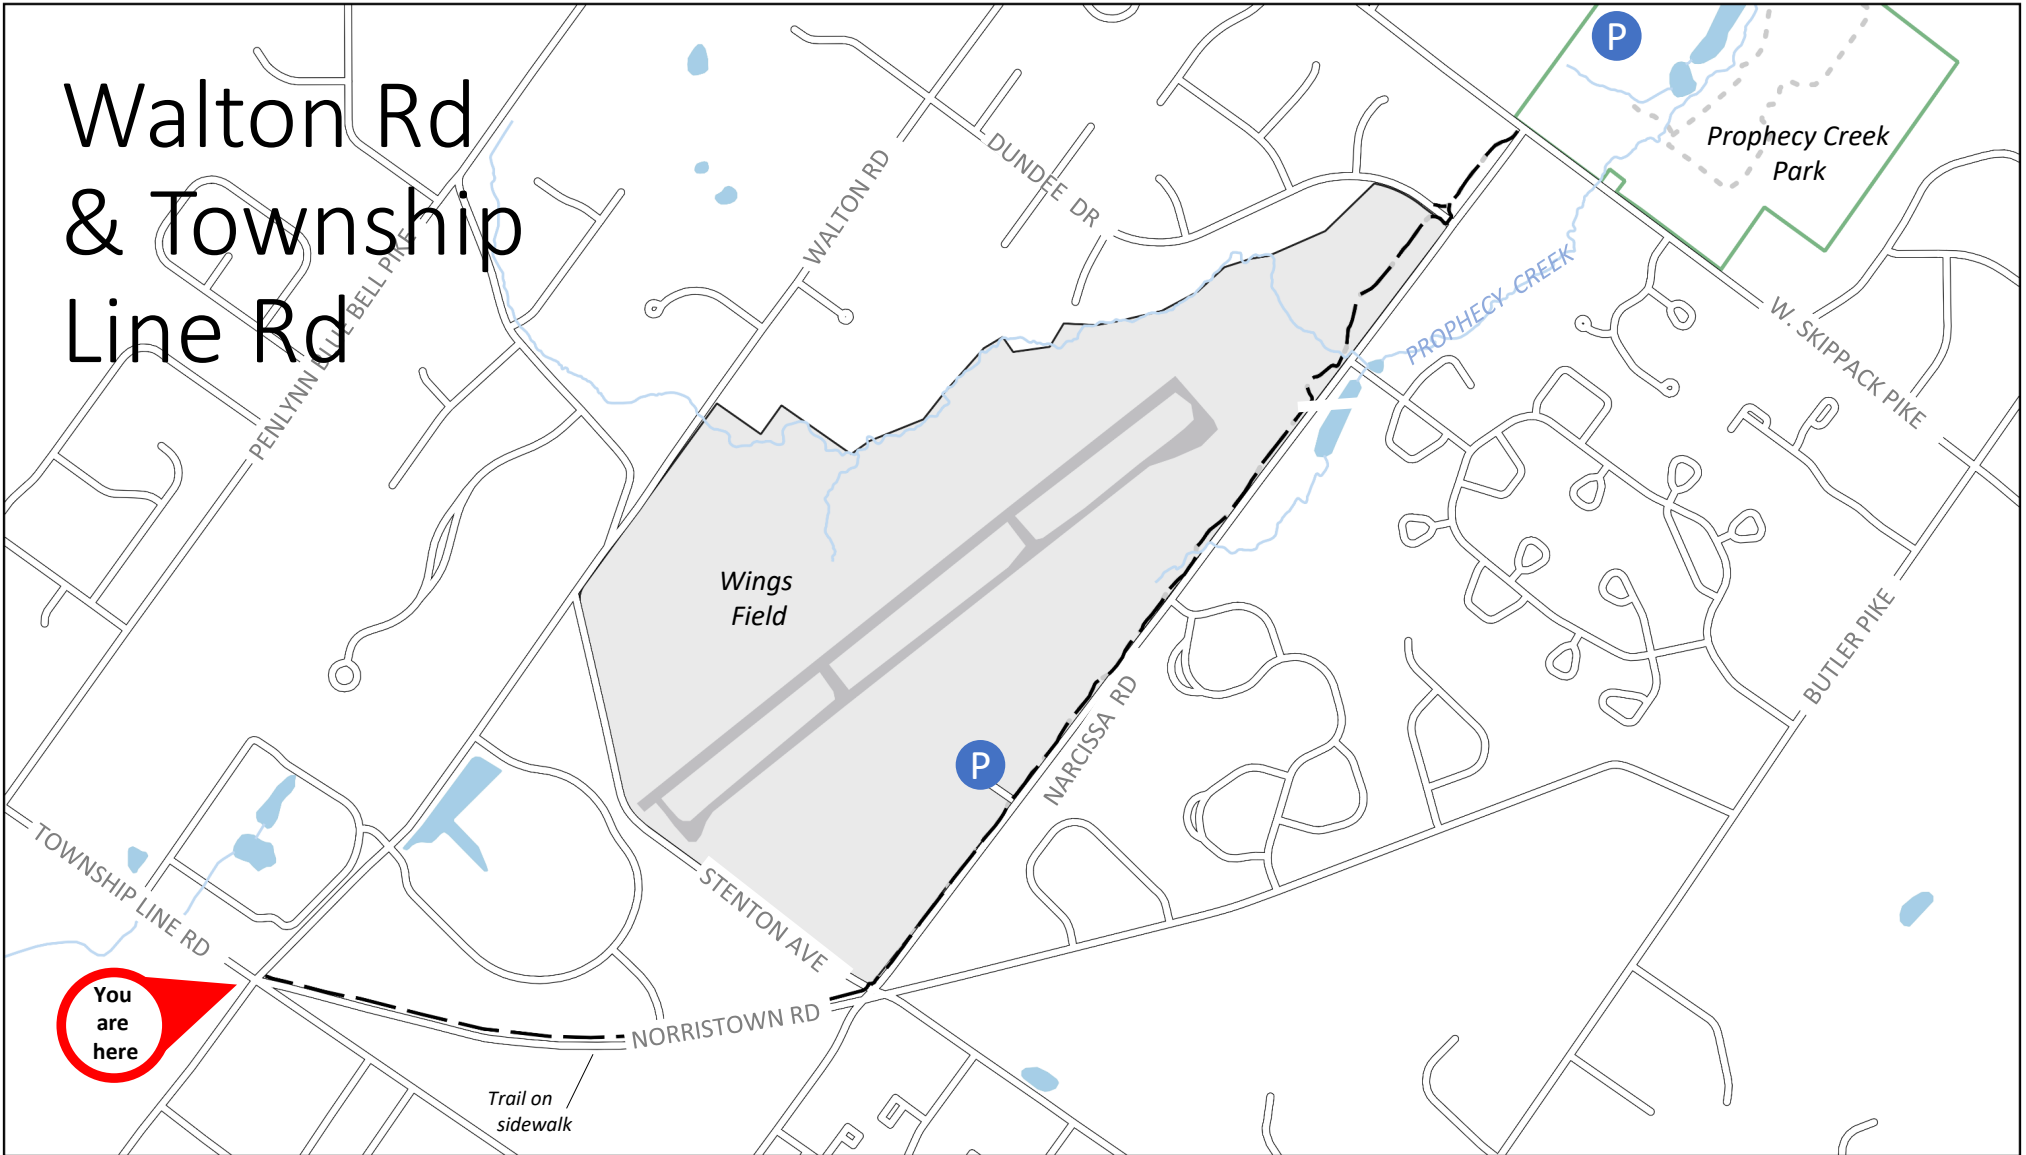 Walton Rd
& Township
Line Rd
P
Prophecy Creek
Park
DUNDEE DR
WALTON RD
PENLYNN BLUE BELL PIKE
PROPHECY CREEK
W. SKIPPACK PIKE
Wings
Field
BUTLER PIKE
NARCISSA RD
P
TOWNSHIP LINE RD
STENTON AVE
You
are
here
NORRISTOWN RD
Trail on
sidewalk